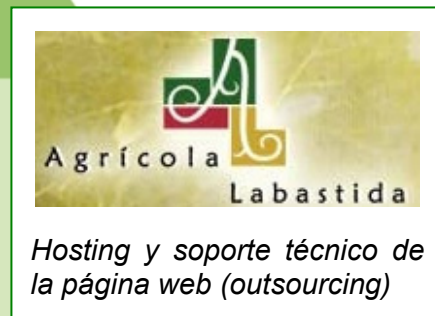 Agrícola
Labastida
Hosting y soporte técnico de
la página web (outsourcing)